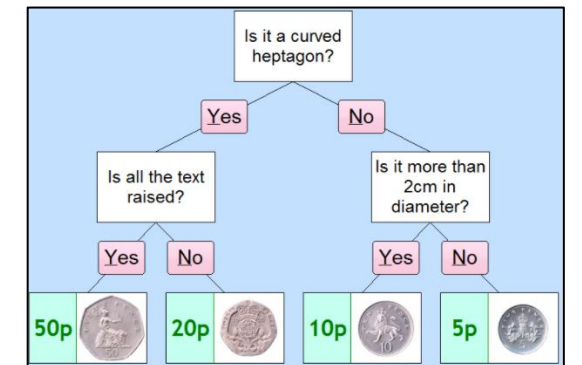 Is it a curved
heptagon?
Yes
No
Is all the text
raised?
Is it more than
2cm in
diameter?
Yes
No
Yes
No
50p
20p
10p
5p